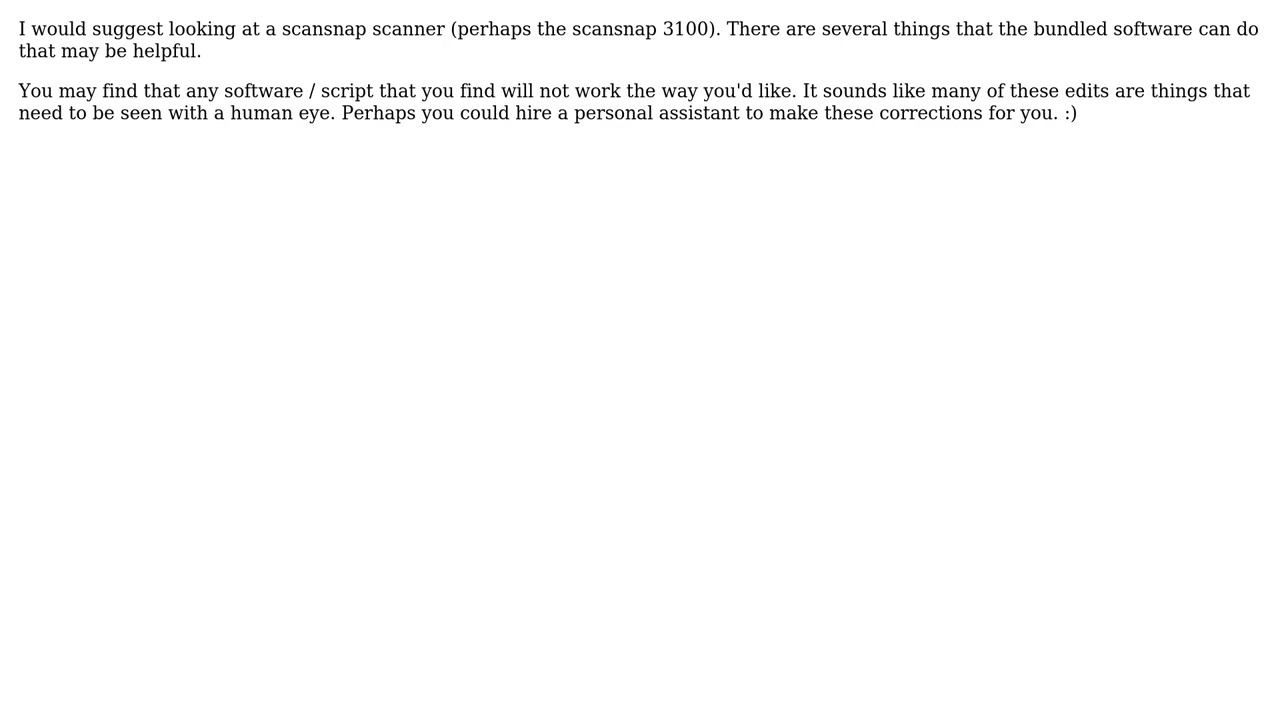 I would suggest looking at a scansnap scanner (perhaps the scansnap 3100). There are several things that the bundled software can do
that may be helpful.
You may find that any software / script that you find will not work the way you'd like. It sounds like many of these edits are things that
need to be seen with a human eye. Perhaps you could hire a personal assistant to make these corrections for you. :)